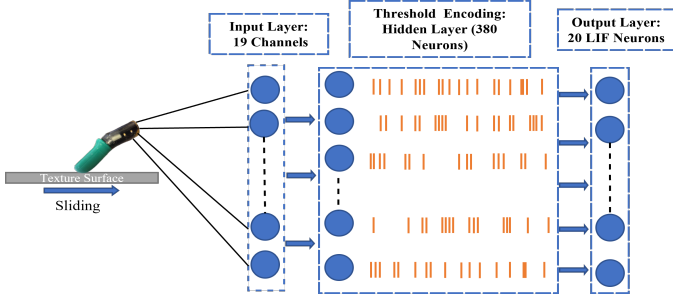 Input Layer:
19 Channels
Threshold Encoding:
Hidden Layer (380
Neurons)
Output Layer:
20 LIF Neurons
Texture Surface
Sliding